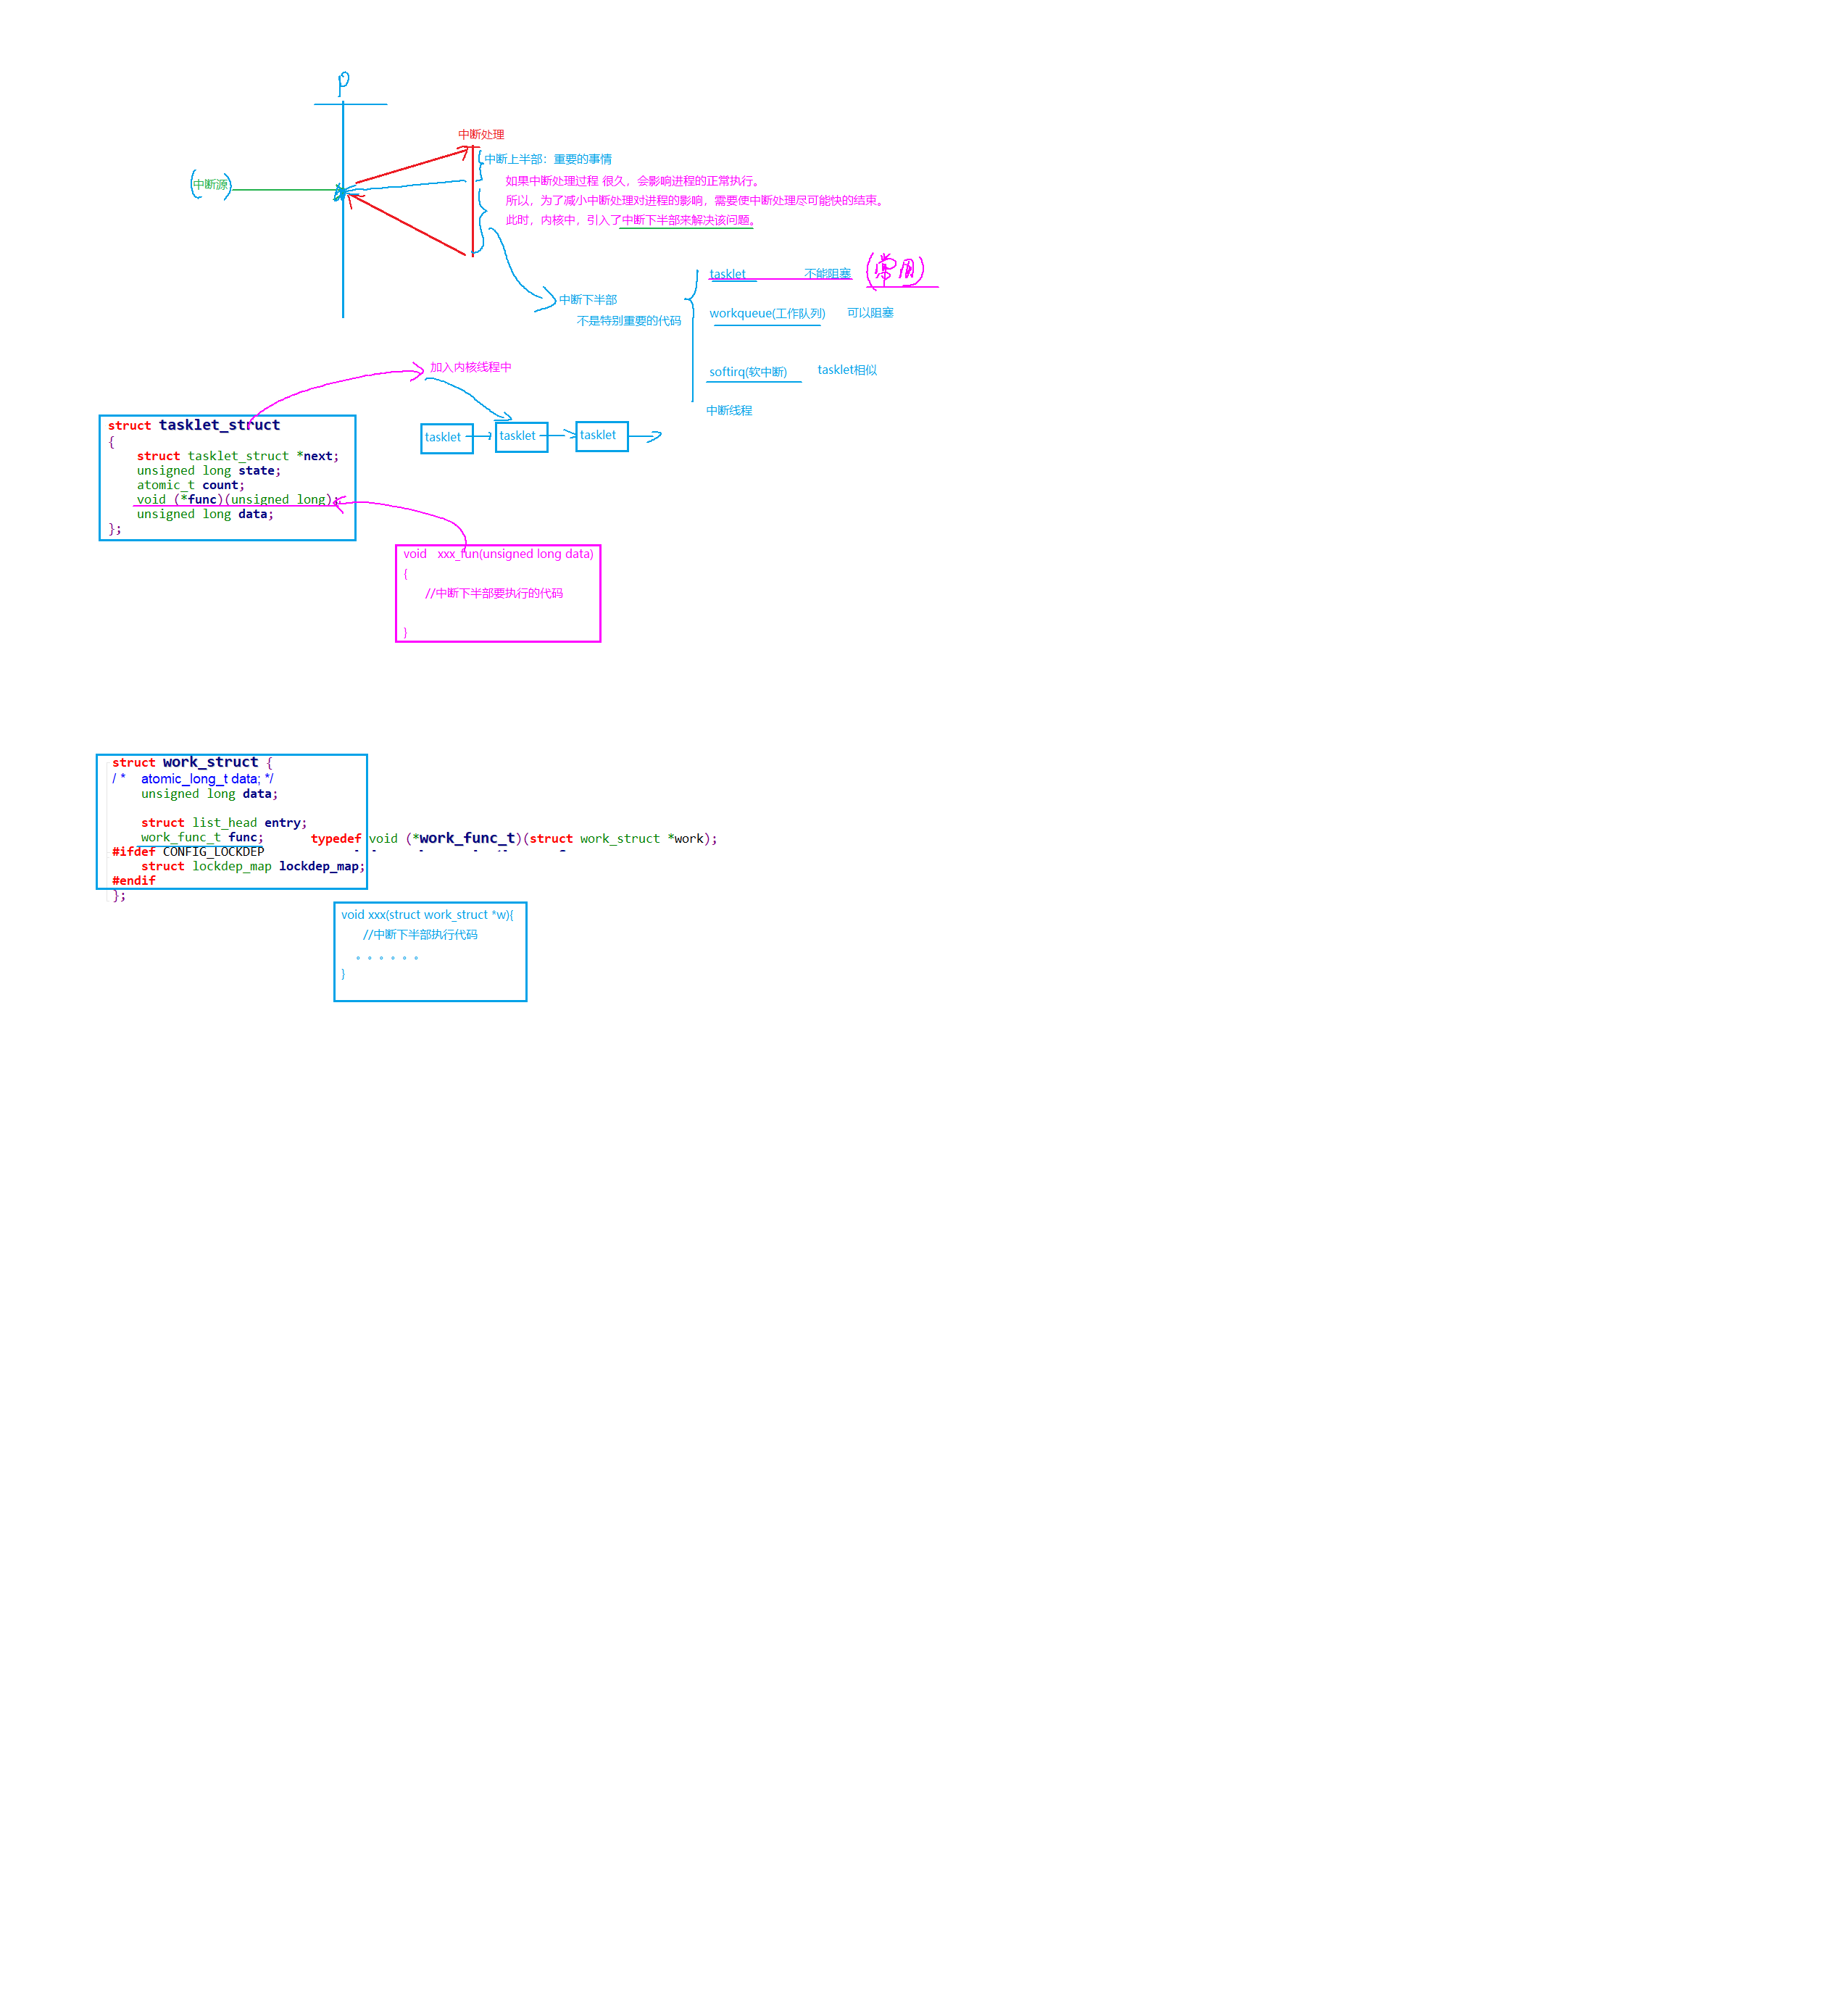 p
中断处理
中断上半部：重要的事情
中断源
如果中断处理过程 很久，会影响进程的正常执行。
所以，为了减小中断处理对进程的影响，需要使中断处理尽可能快的结束。
此时，内核中，引入了中断下半部来解决该问题。
tasklet 不能阻塞 (常用)
中断下半部
不是特别重要的代码
workqueue(工作队列) 可以阻塞
softirq(软中断) tasklet相似
中断线程
加入内核线程中
tasklet tasklet tasklet
struct tasklet_struct
{
struct tasklet_struct *next;
unsigned long state;
atomic_t count;
void (*func)(unsigned long);
unsigned long data;
};
void xxx_fun(unsigned long data)
{
//中断下半部要执行的代码
}
struct work_struct {
/* atomic_long_t data; */
unsigned long data;
struct list_head entry;
work_func_t func;
typedef void (*work_func_t)(struct work_struct *work);
#ifdef CONFIG_LOCKDEP
struct lockdep_map lockdep_map;
#endif
};
void xxx(struct work_struct *w){
//中断下半部执行代码
。。。。。。
}